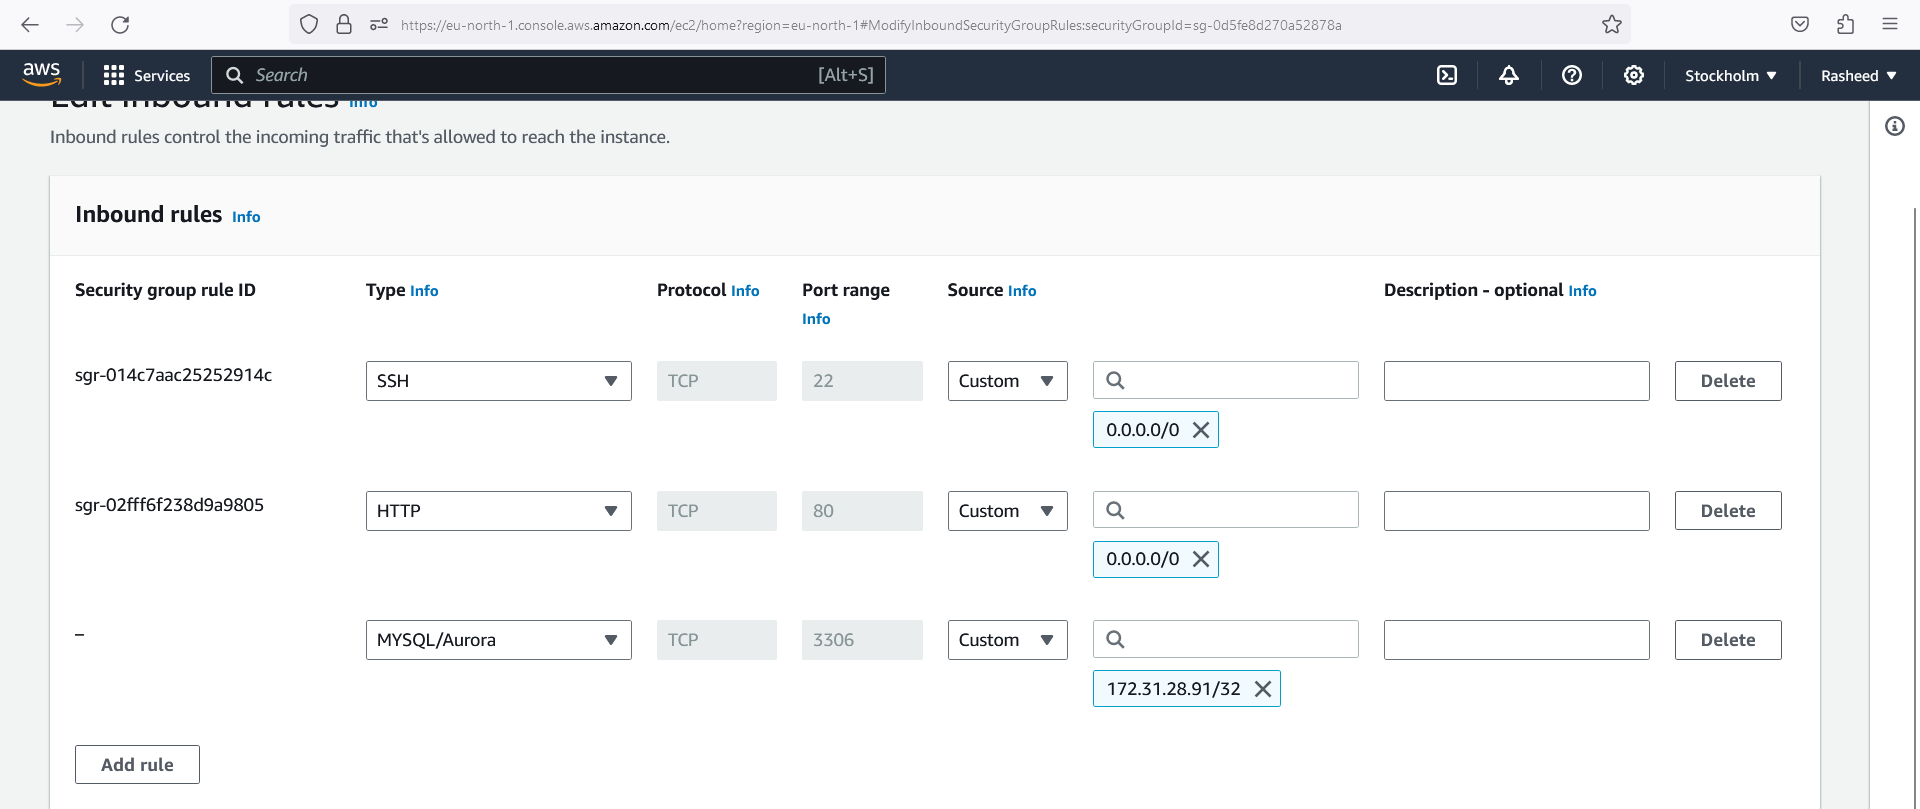 https://eu-north-1.console.aws.amazon.com/ec2/home?region=eu-north-1#ModifyInboundSecurityGroupRules:securityGroupId=sg-0d5fe8d270a52878a
aws Services Search [Alt+S] Stockholm Rasheed
Edit inbound rules Info
Inbound rules control the incoming traffic that's allowed to reach the instance.
Inbound rules Info
Security group rule ID Type Info Protocol Info Port range Info Source Info Description - optional Info
sgr-014c7aac25252914c SSH TCP 22 Custom Delete
0.0.0.0/0
sgr-02fff6f238d9a9805 HTTP TCP 80 Custom Delete
0.0.0.0/0
– MYSQL/Aurora TCP 3306 Custom Delete
172.31.28.91/32
Add rule